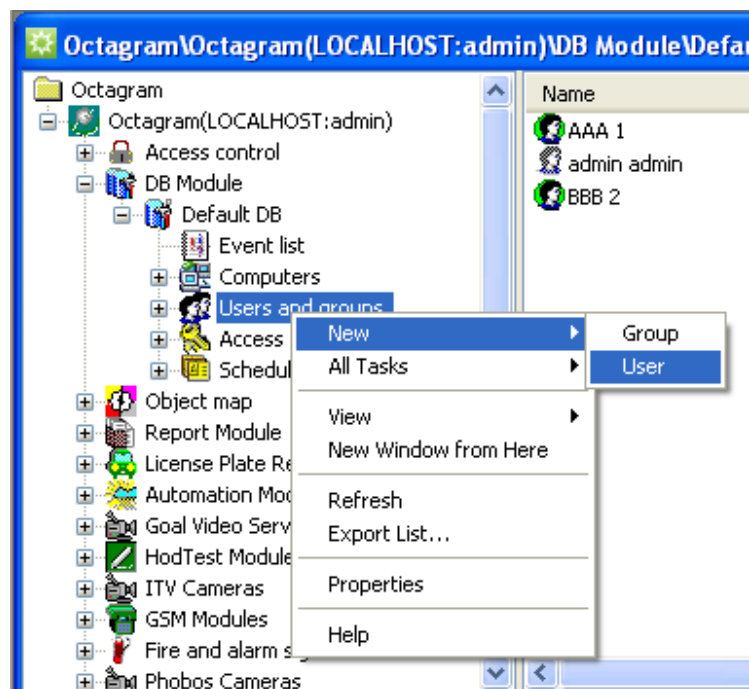 Octagram\Octagram(LOCALHOST:admin)\DB Module\Defau
Octagram
Octagram(LOCALHOST:admin)
Access control
DB Module
Default DB
Event list
Computers
Users and groups
Access
Schedul
Object map
Report Module
License Plate Re
Automation Mod
Goal Video Serv
HodTest Module
ITV Cameras
GSM Modules
Fire and alarm s
Phobos Cameras
Name
AAA 1
admin admin
BBB 2
New
All Tasks
View
New Window from Here
Refresh
Export List...
Properties
Help
Group
User